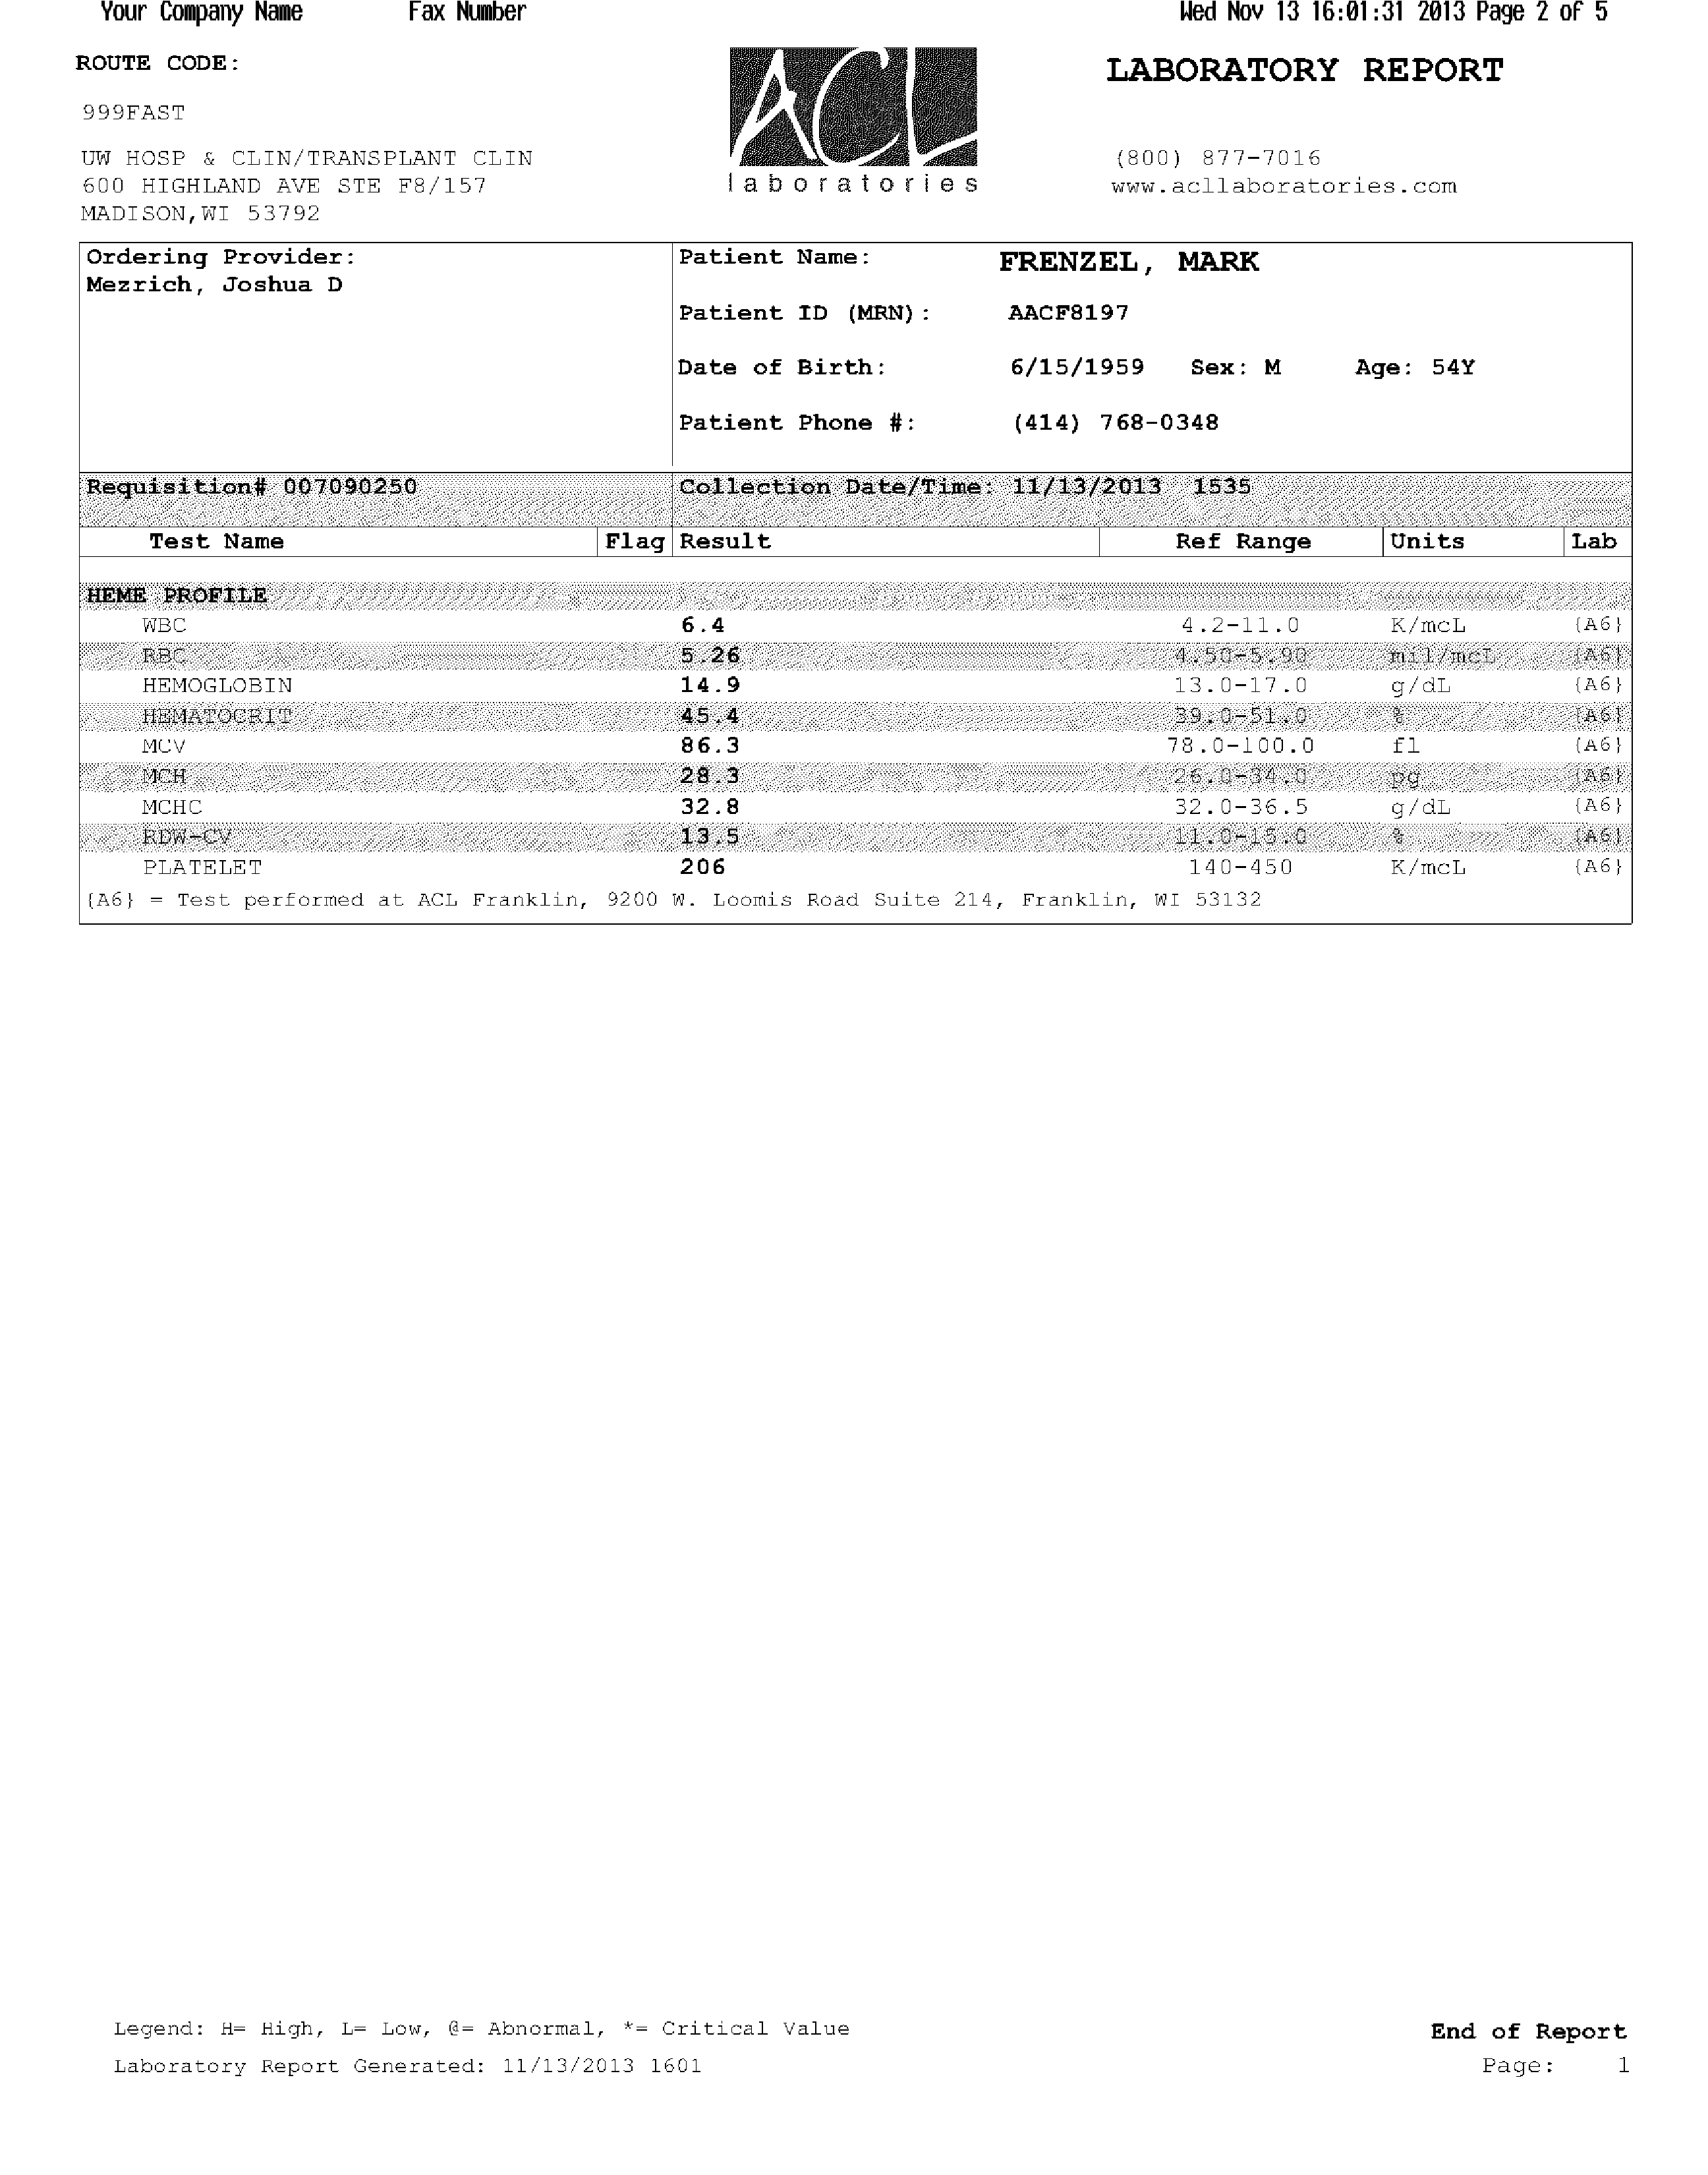 Your Company Name Fax Number Wed Nov 13 16:01:31 2013 Page 2 of 5
ROUTE CODE:
999FAST
UW HOSP & CLIN/TRANSPLANT CLIN
600 HIGHLAND AVE STE F8/157
MADISON,WI 53792
ACL
laboratories
LABORATORY REPORT
(800) 877-7016
www.acllaboratories.com
Ordering Provider:
Mezrich, Joshua D
Patient Name: FRENZEL, MARK
Patient ID (MRN): AACF8197
Date of Birth: 6/15/1959 Sex: M Age: 54Y
Patient Phone #: (414) 768-0348
Requisition# 007090250 Collection Date/Time: 11/13/2013 1535
Test Name Flag Result Ref Range Units Lab
HEME PROFILE
WBC 6.4 4.2-11.0 K/mcL {A6}
RBC 5.26 4.50-5.90 mil/mcL {A6}
HEMOGLOBIN 14.9 13.0-17.0 g/dL {A6}
HEMATOCRIT 45.4 39.0-51.0 % {A6}
MCV 86.3 78.0-100.0 fl {A6}
MCH 28.3 26.0-34.0 pg {A6}
MCHC 32.8 32.0-36.5 g/dL {A6}
RDW-CV 13.5 11.0-15.0 % {A6}
PLATELET 206 140-450 K/mcL {A6}
{A6} = Test performed at ACL Franklin, 9200 W. Loomis Road Suite 214, Franklin, WI 53132
Legend: H= High, L= Low, @= Abnormal, *= Critical Value
End of Report
Laboratory Report Generated: 11/13/2013 1601
Page: 1